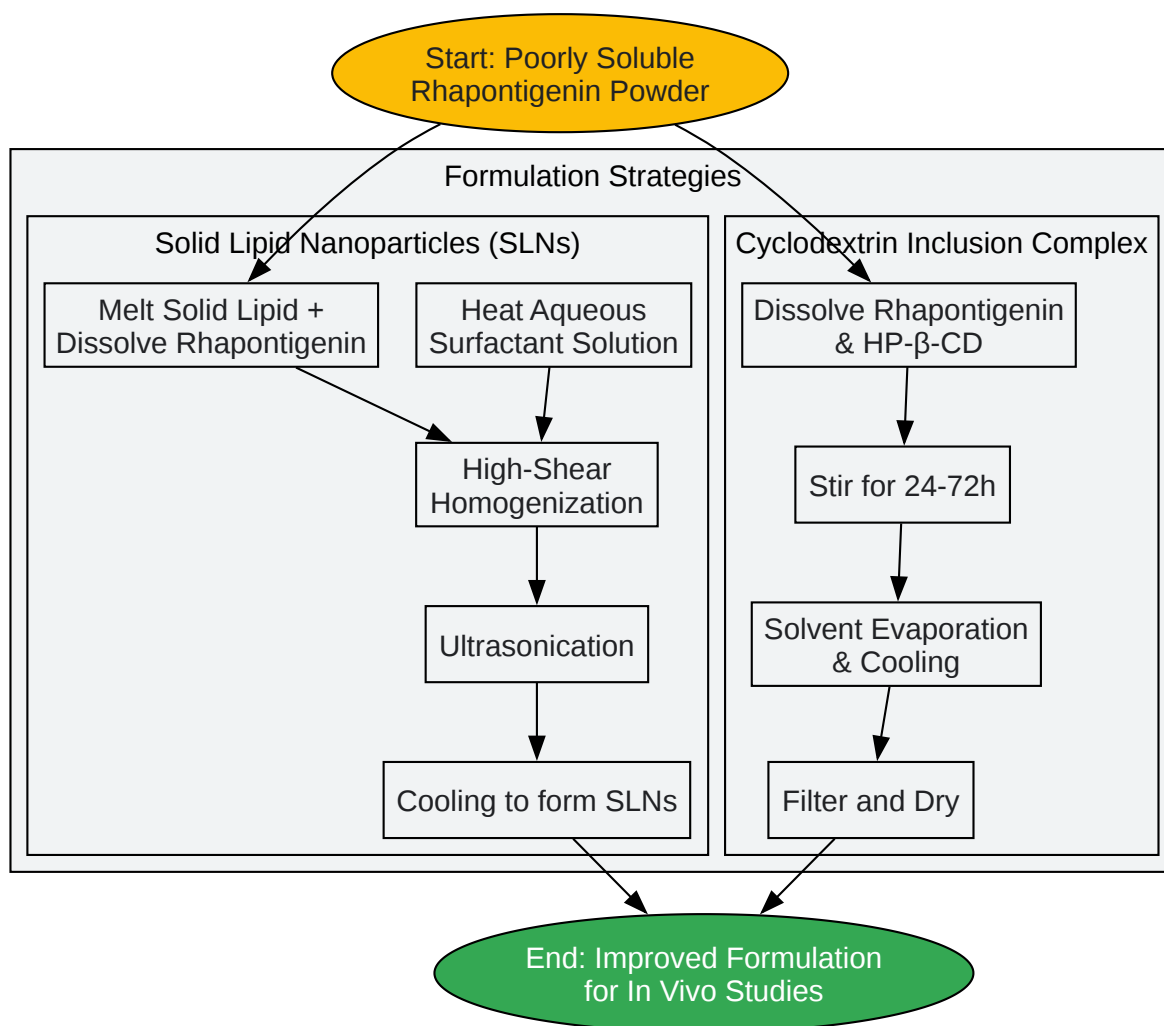 Start: Poorly Soluble
Rhapontigenin Powder
Formulation Strategies
Solid Lipid Nanoparticles (SLNs)
Melt Solid Lipid +
Dissolve Rhapontigenin
Heat Aqueous
Surfactant Solution
High-Shear
Homogenization
Ultrasonication
Cooling to form SLNs
Cyclodextrin Inclusion Complex
Dissolve Rhapontigenin
& HP-β-CD
Stir for 24-72h
Solvent Evaporation
& Cooling
Filter and Dry
End: Improved Formulation
for In Vivo Studies